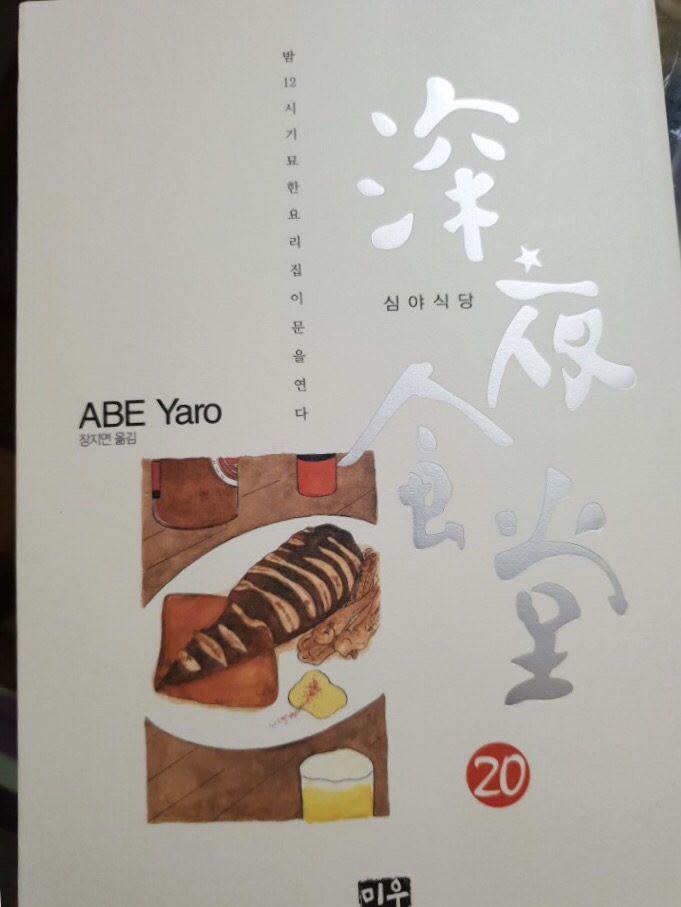 밤 12시 기묘한 요리집이 문을 연다
深夜食堂
심야식당
ABE Yaro
장지연 옮김
20
미우